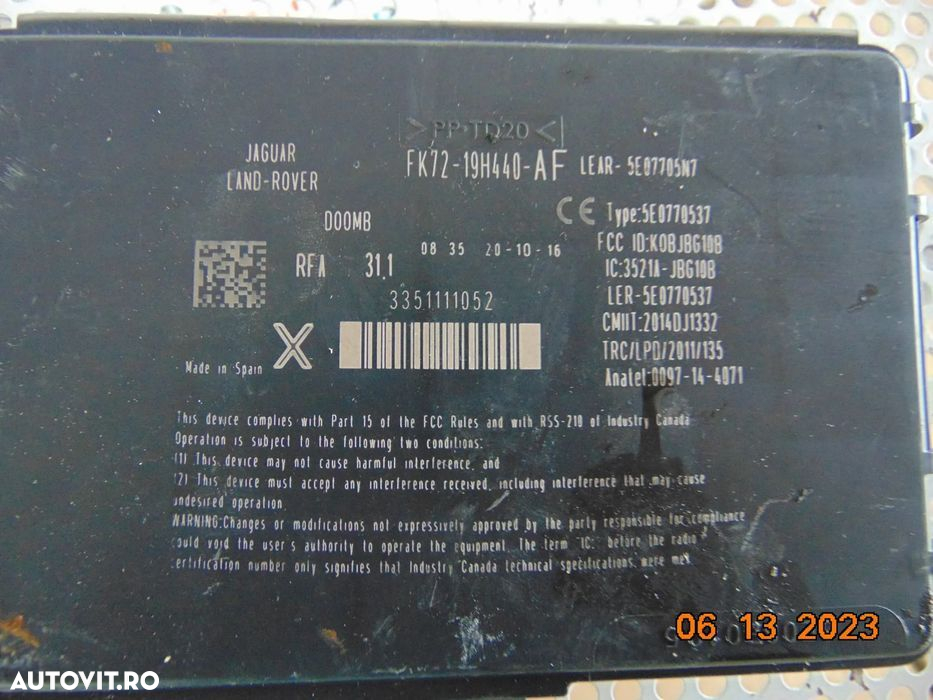 > PP-TD20 <
JAGUAR
LAND-ROVER
FK72-19H440-AF LEAR- 5E07705N7
D00MB
CE Type:5E0770537
FCC ID:KOBJBG10B
IC:3521A-JBG10B
LER-5E0770537
CMIIT:2014DJ1332
TRC/LPD/2011/135
Anatel:0097-14-4071
08 35 20-10-16
RFA 31.1
3351111052
X
Made in Spain
This device complies with Part 15 of the FCC Rules and with RSS-210 of Industry Canada
Operation is subject to the following two conditions:
(1) This device may not cause harmful interference, and
(2) This device must accept any interference received, including interference that may cause
undesired operation.
WARNING:Changes or modifications not expressively approved by the party responsible for compliance
could void the user's authority to operate the equipment. The term "IC:" before the radio
certification number only signifies that Industry Canada technical specifications were met
06 13 2023
AUTOVIT.RO